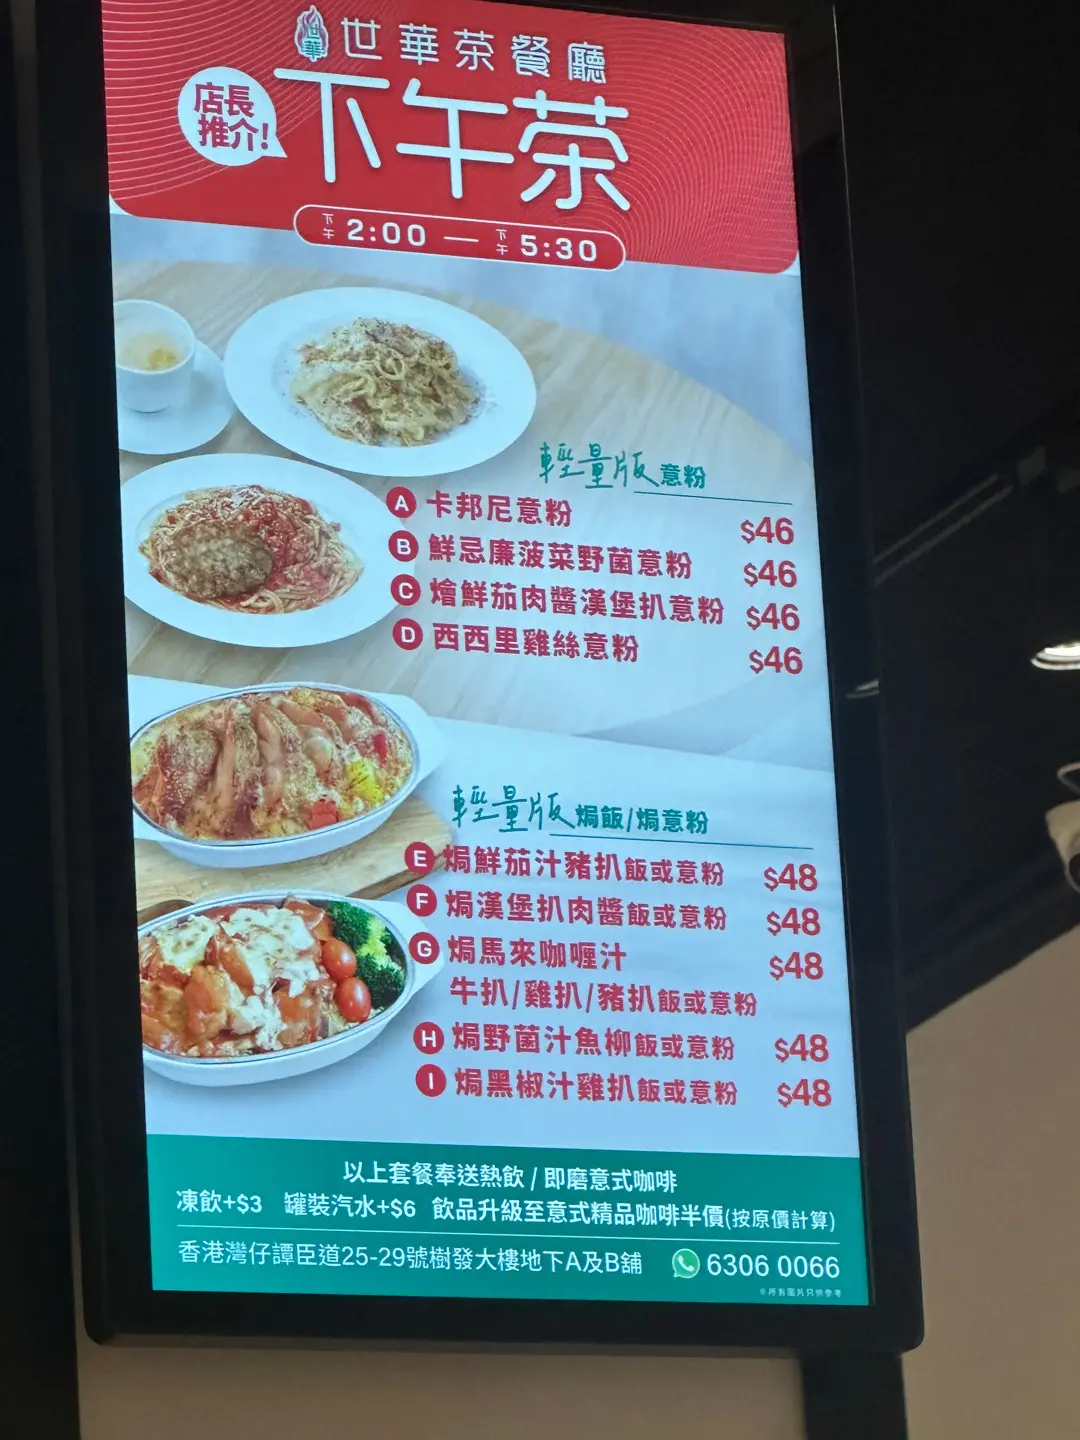 世華
世華茶餐廳
店長
推介!
下午茶
下午 2:00 — 下午 5:30
輕量版 意粉
A 卡邦尼意粉 $46
B 鮮忌廉菠菜野菌意粉 $46
C 燴鮮茄肉醬漢堡扒意粉 $46
D 西西里雞絲意粉 $46
輕量版 焗飯/焗意粉
E 焗鮮茄汁豬扒飯或意粉 $48
F 焗漢堡扒肉醬飯或意粉 $48
G 焗馬來咖喱汁 $48
牛扒/雞扒/豬扒飯或意粉
H 焗野菌汁魚柳飯或意粉 $48
I 焗黑椒汁雞扒飯或意粉 $48
以上套餐奉送熱飲 / 即磨意式咖啡
凍飲+$3 罐裝汽水+$6 飲品升級至意式精品咖啡半價(按原價計算)
香港灣仔譚臣道25-29號樹發大樓地下A及B舖 6306 0066
※所有圖片只供參考